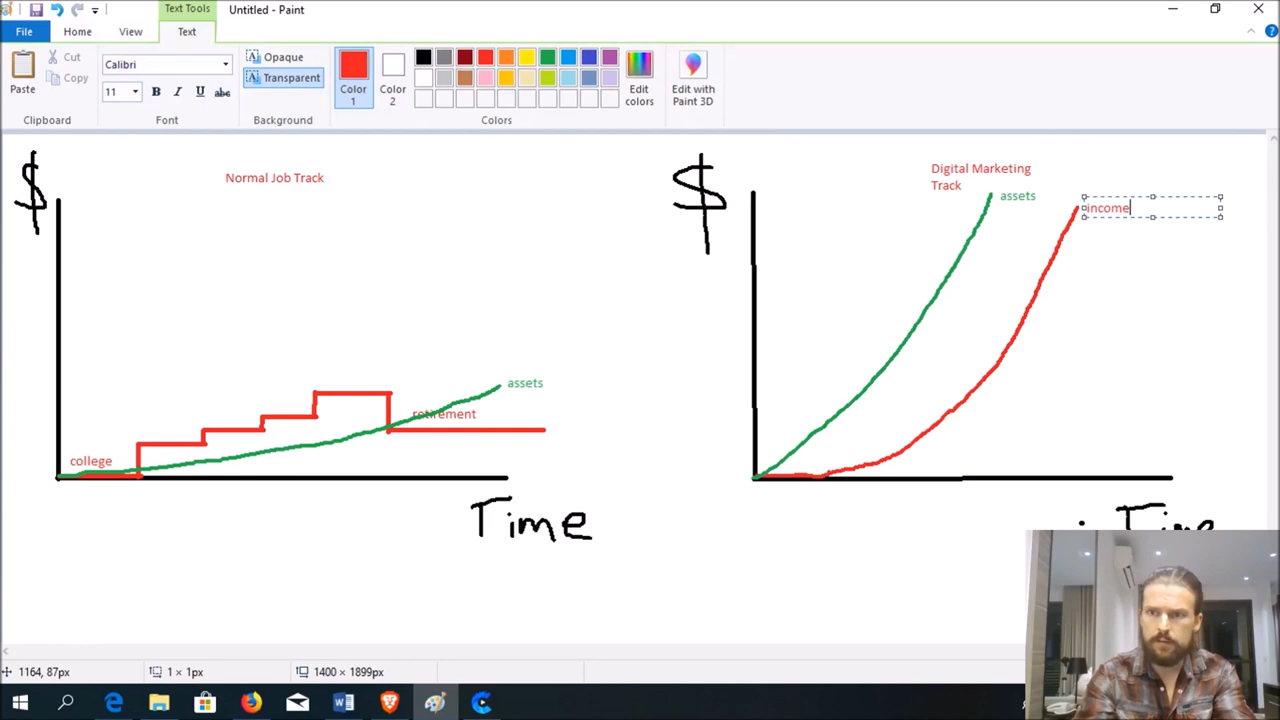 Text Tools
Untitled - Paint
File
Home
View
Text
Paste
Cut
Copy
Clipboard
Calibri
11
B I U abc
Font
A Opaque
A Transparent
Background
Color
1
Color
2
Edit
colors
Colors
Edit with
Paint 3D
$
Normal Job Track
college
retirement
assets
Time
$
Digital Marketing
Track
assets
income
Time
1164, 87px
1 × 1px
1400 × 1899px